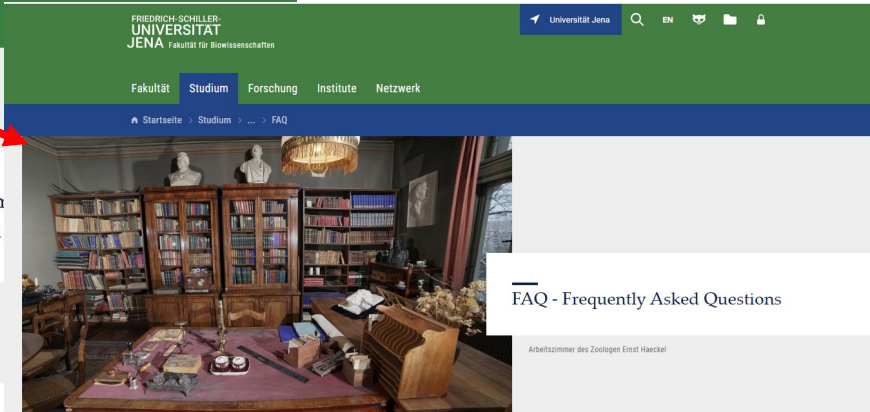 FRIEDRICH-SCHILLER-
UNIVERSITÄT
JENA Fakultät für Biowissenschaften
Universität Jena
EN
Fakultät Studium Forschung Institute Netzwerk
Startseite > Studium > ... > FAQ
FAQ - Frequently Asked Questions
Arbeitszimmer des Zoologen Ernst Haeckel